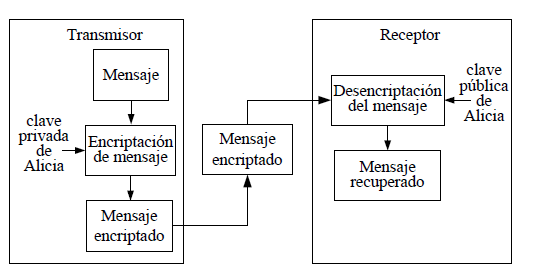 Transmisor
Mensaje
clave
privada
de
Alicia
Encriptación
de mensaje
Mensaje
encriptado
Mensaje
encriptado
Receptor
Desencriptación
del mensaje
clave
pública
de
Alicia
Mensaje
recuperado